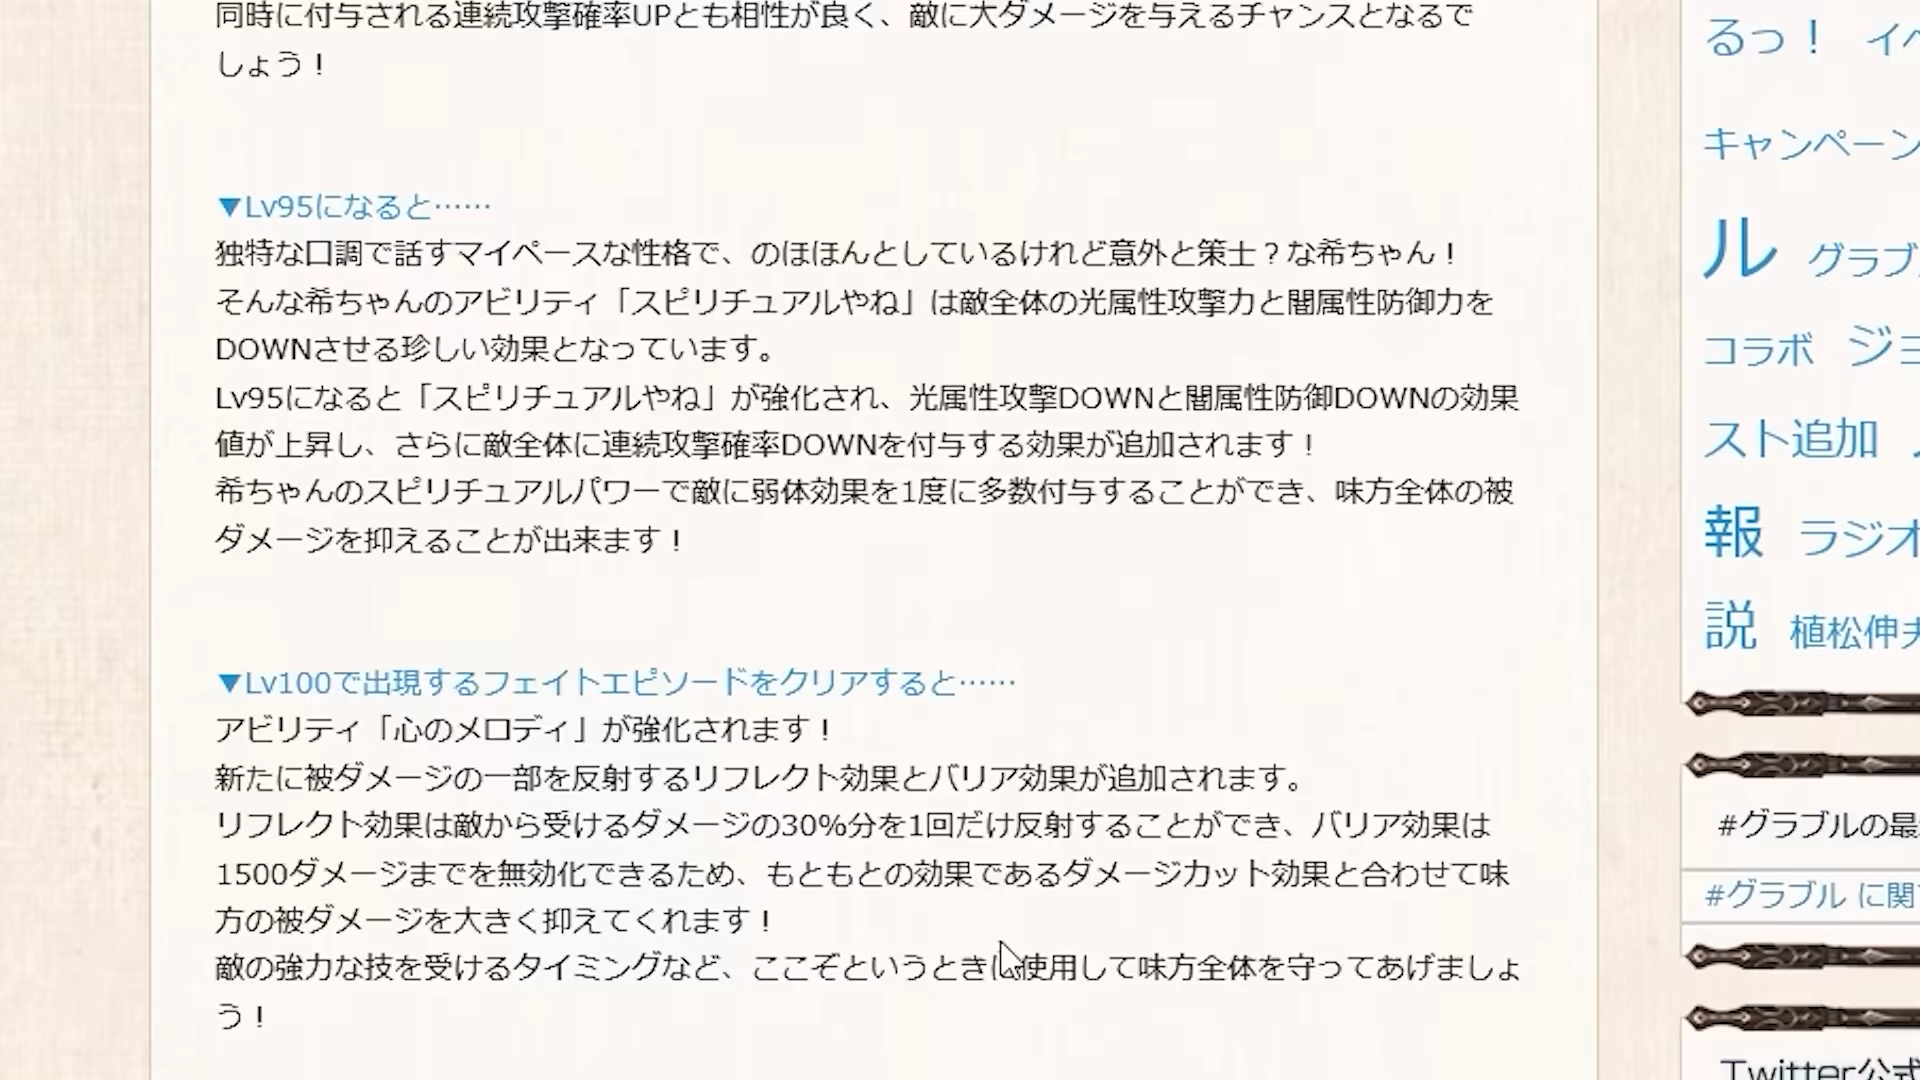 同時に付与される連続攻撃確率UPとも相性が良く、敵に大ダメージを与えるチャンスとなるで
しょう！
▼Lv95になると……
独特な口調で話すマイペースな性格で、のほほんとしているけれど意外と策士？な希ちゃん！
そんな希ちゃんのアビリティ「スピリチュアルやね」は敵全体の光属性攻撃力と闇属性防御力を
DOWNさせる珍しい効果となっています。
Lv95になると「スピリチュアルやね」が強化され、光属性攻撃DOWNと闇属性防御DOWNの効果
値が上昇し、さらに敵全体に連続攻撃確率DOWNを付与する効果が追加されます！
希ちゃんのスピリチュアルパワーで敵に弱体効果を1度に多数付与することができ、味方全体の被
ダメージを抑えることが出来ます！
▼Lv100で出現するフェイトエピソードをクリアすると……
アビリティ「心のメロディ」が強化されます！
新たに被ダメージの一部を反射するリフレクト効果とバリア効果が追加されます。
リフレクト効果は敵から受けるダメージの30%分を1回だけ反射することができ、バリア効果は
1500ダメージまでを無効化できるため、もともとの効果であるダメージカット効果と合わせて味
方の被ダメージを大きく抑えてくれます！
敵の強力な技を受けるタイミングなど、ここぞというときに使用して味方全体を守ってあげましょ
う！
るっ！ イベ
キャンペーン
ル グラブ
コラボ ジョ
スト追加
報 ラジオ
説 植松伸夫
#グラブルの最
#グラブル に関
Twitter公式